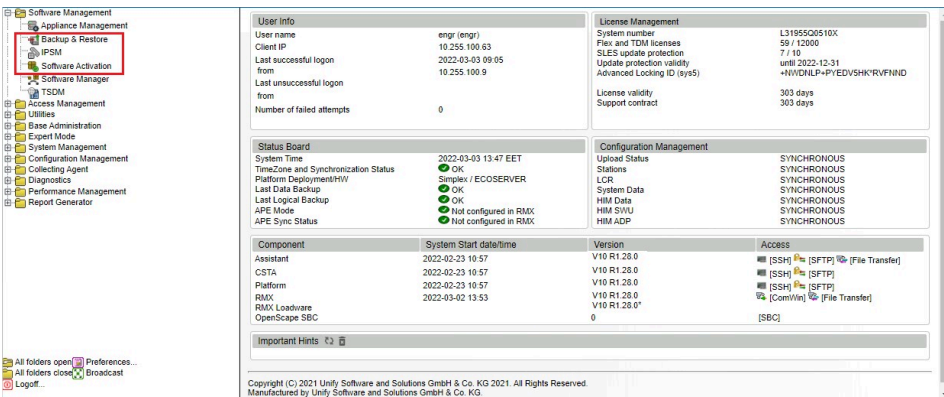 Software Management
Appliance Management
Backup & Restore
IPSM
Software Activation
Software Manager
TSDM
Access Management
Utilities
Base Administration
Expert Mode
System Management
Configuration Management
Collecting Agent
Diagnostics
Performance Management
Report Generator
All folders open Preferences...
All folders close Broadcast
Logoff...
User Info
User name engr (engr)
Client IP 10.255.100.63
Last successful logon 2022-03-03 09:05
from 10.255.100.9
Last unsuccessful logon
from
Number of failed attempts 0
License Management
System number L31955Q0510X
Flex and TDM licenses 59 / 12000
SLES update protection 7 / 10
Update protection validity until 2022-12-31
Advanced Locking ID (sys5) +NWDNLP+PYEDV5HK*RVFNND
License validity 303 days
Support contract 303 days
Status Board
System Time 2022-03-03 13:47 EET
TimeZone and Synchronization Status OK
Platform Deployment/HW Simplex / ECOSERVER
Last Data Backup OK
Last Logical Backup OK
APE Mode Not configured in RMX
APE Sync Status Not configured in RMX
Configuration Management
Upload Status SYNCHRONOUS
Stations SYNCHRONOUS
LCR SYNCHRONOUS
System Data SYNCHRONOUS
HIM Data SYNCHRONOUS
HIM SWU SYNCHRONOUS
HIM ADP SYNCHRONOUS
Component System Start date/time Version Access
Assistant 2022-02-23 10:57 V10 R1.28.0 [SSH] [SFTP] [File Transfer]
CSTA 2022-02-23 10:57 V10 R1.28.0 [SSH] [SFTP]
Platform 2022-02-23 10:57 V10 R1.28.0 [SSH] [SFTP]
RMX 2022-03-02 13:53 V10 R1.28.0 [ComWin] [File Transfer]
RMX Loadware V10 R1.28.0*
OpenScape SBC 0 [SBC]
Important Hints
Copyright (C) 2021 Unify Software and Solutions GmbH & Co. KG 2021. All Rights Reserved.
Manufactured by Unify Software and Solutions GmbH & Co. KG.